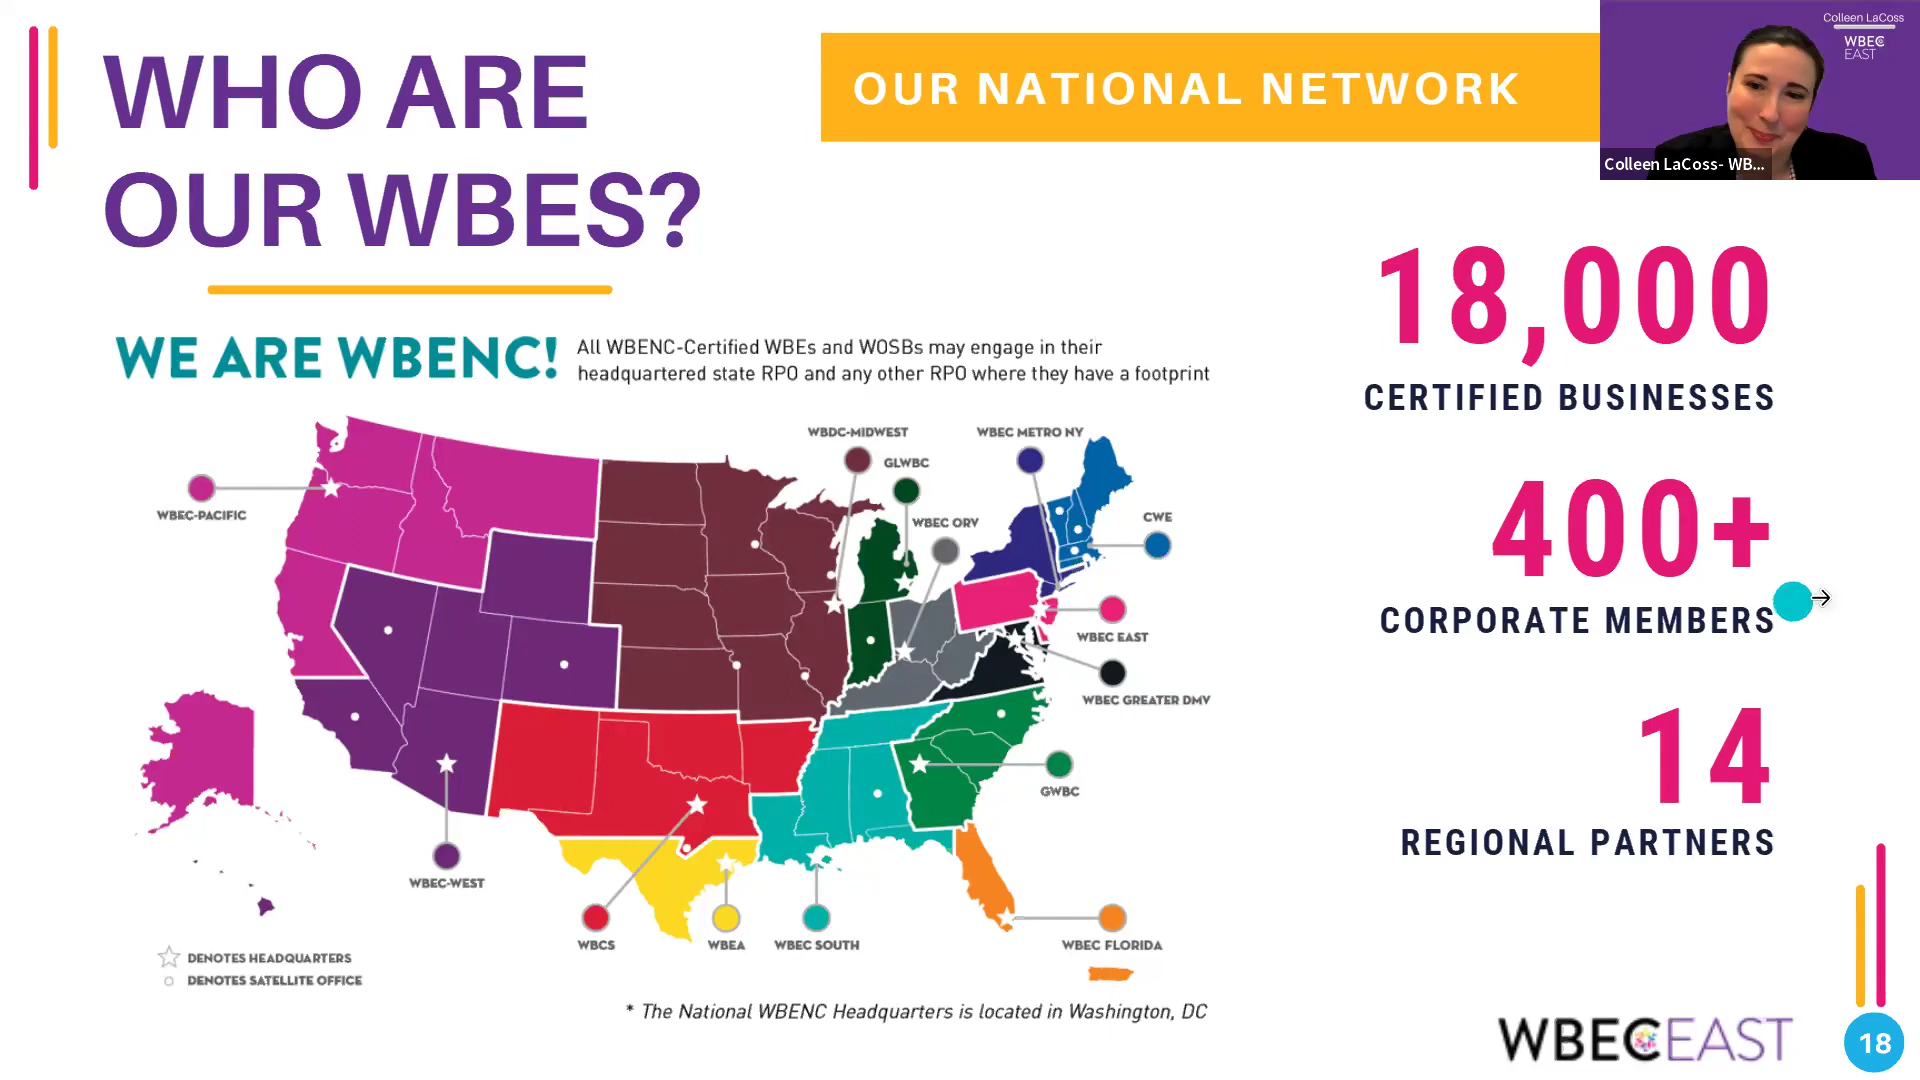 WHO ARE
OUR WBES?
OUR NATIONAL NETWORK
Colleen LaCoss
WBEC
EAST
Colleen LaCoss- WB...
WE ARE WBENC!
All WBENC-Certified WBEs and WOSBs may engage in their
headquartered state RPO and any other RPO where they have a footprint
18,000
CERTIFIED BUSINESSES
400+
CORPORATE MEMBERS
14
REGIONAL PARTNERS
WBDC-MIDWEST
WBEC METRO NY
GLWBC
WBEC-PACIFIC
WBEC ORV
CWE
WBEC EAST
WBEC GREATER DMV
GWBC
WBEC-WEST
WBCS
WBEA
WBEC SOUTH
WBEC FLORIDA
DENOTES HEADQUARTERS
DENOTES SATELLITE OFFICE
* The National WBENC Headquarters is located in Washington, DC
WBECEAST
18